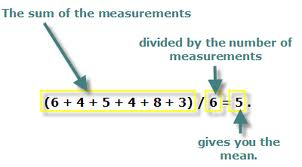 The sum of the measurements
divided by the number of
measurements
(6 + 4 + 5 + 4 + 8 + 3) / 6 = 5 .
gives you the
mean.